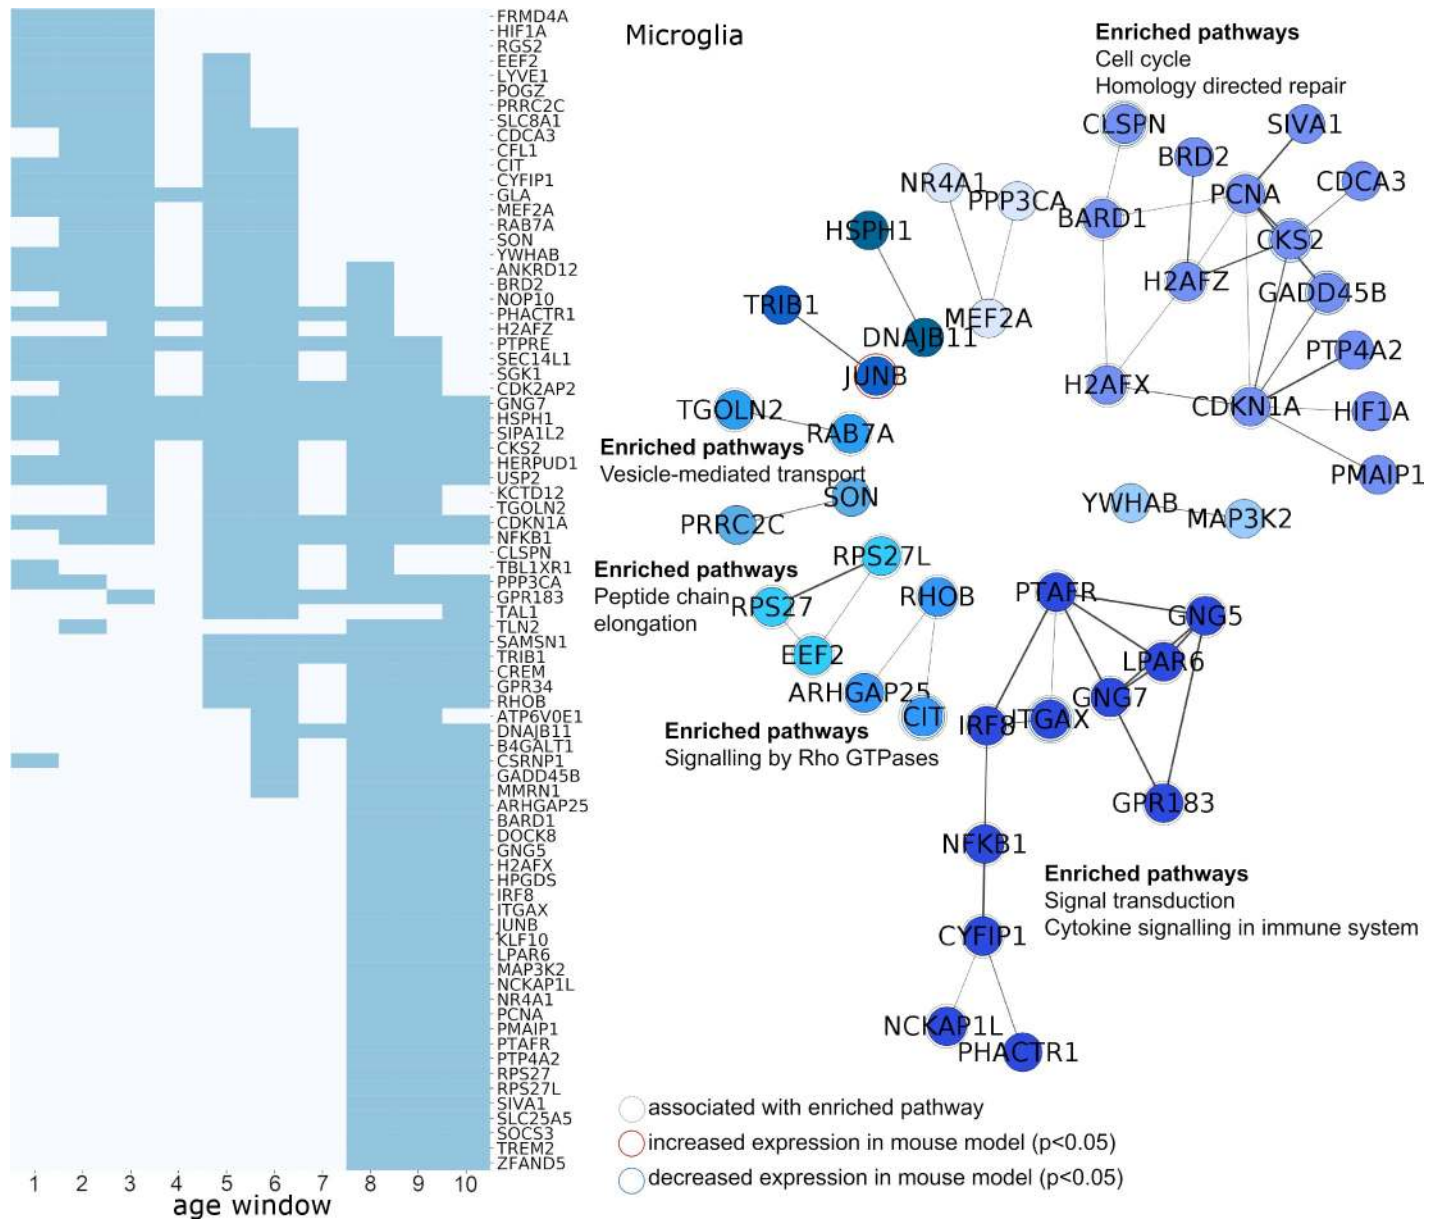 FRMD4A
HIF1A
RGS2
EEF2
LYVE1
POGZ
PRRC2C
SLC8A1
CDCA3
CFL1
CIT
CYFIP1
GLA
MEF2A
RAB7A
SON
YWHAB
ANKRD12
BRD2
NOP10
PHACTR1
H2AFZ
PTPRE
SEC14L1
SGK1
CDK2AP2
GNG7
HSPH1
SIPA1L2
CKS2
HERPUD1
USP2
KCTD12
TGOLN2
CDKN1A
NFKB1
CLSPN
TBL1XR1
PPP3CA
GPR183
TAL1
TLN2
SAMSN1
TRIB1
CREM
GPR34
RHOB
ATP6V0E1
DNAJB11
B4GALT1
CSRNP1
GADD45B
MMRN1
ARHGAP25
BARD1
DOCK8
GNG5
H2AFX
HPGDS
IRF8
ITGAX
JUNB
KLF10
LPAR6
MAP3K2
NCKAP1L
NR4A1
PCNA
PMAIP1
PTAFR
PTP4A2
RPS27
RPS27L
SIVA1
SLC25A5
SOCS3
TREM2
ZFAND5
1 2 3 4 5 6 7 8 9 10
age window
Microglia
Enriched pathways
Cell cycle
Homology directed repair
CLSPN
SIVA1
BRD2
NR4A1
PPP3CA
PCNA
CDCA3
BARD1
HSPH1
CKS2
H2AFZ
GADD45B
TRIB1
MEF2A
DNAJB11
PTP4A2
JUNB
H2AFX
CDKN1A
HIF1A
TGOLN2
RAB7A
Enriched pathways
Vesicle-mediated transport
PMAIP1
SON
YWHAB
MAP3K2
PRRC2C
RPS27L
Enriched pathways
Peptide chain
elongation
RHOB
PTAFR
RPS27
GNG5
EEF2
LPAR6
ARHGAP25
GNG7
CIT
IRF8
ITGAX
Enriched pathways
Signalling by Rho GTPases
GPR183
NFKB1
Enriched pathways
Signal transduction
Cytokine signalling in immune system
CYFIP1
NCKAP1L
PHACTR1
associated with enriched pathway
increased expression in mouse model (p<0.05)
decreased expression in mouse model (p<0.05)